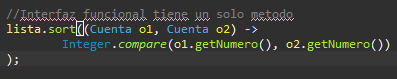 //Interfaz funcional tiene un solo metodo
lista.sort((Cuenta o1, Cuenta o2) ->
Integer.compare(o1.getNumero(), o2.getNumero())
);